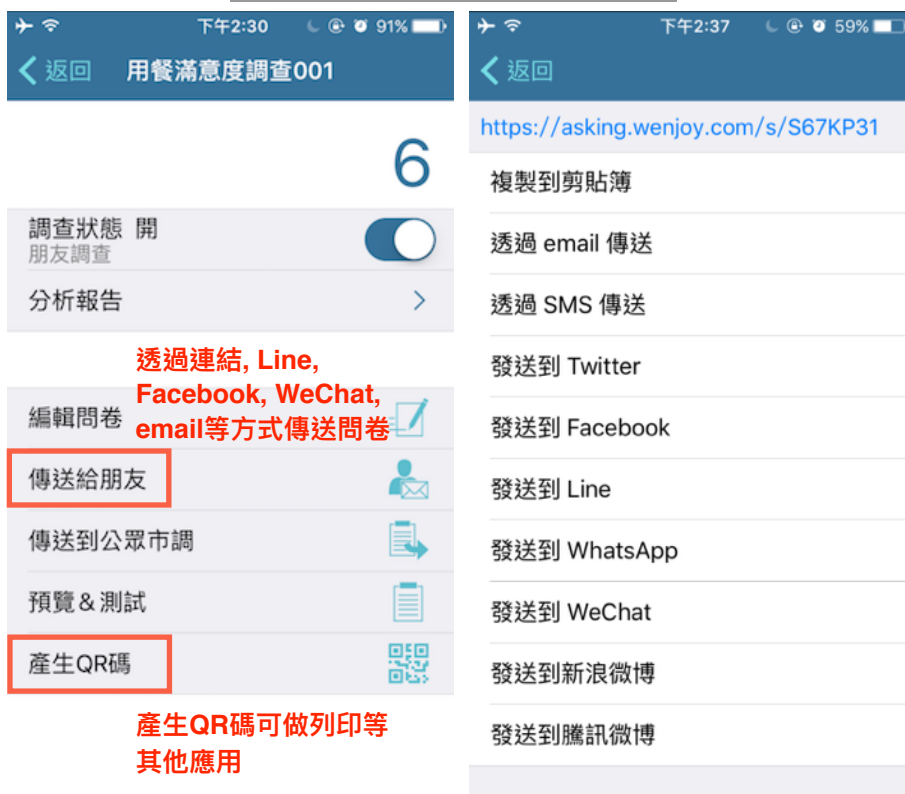 下午2:30
91%
返回
用餐滿意度調查001
6
調查狀態 開
朋友調查
分析報告
透過連結, Line,
Facebook, WeChat,
email等方式傳送問卷
編輯問卷
傳送給朋友
傳送到公眾市調
預覽&測試
產生QR碼
產生QR碼可做列印等
其他應用
下午2:37
59%
返回
https://asking.wenjoy.com/s/S67KP31
複製到剪貼簿
透過 email 傳送
透過 SMS 傳送
發送到 Twitter
發送到 Facebook
發送到 Line
發送到 WhatsApp
發送到 WeChat
發送到新浪微博
發送到騰訊微博